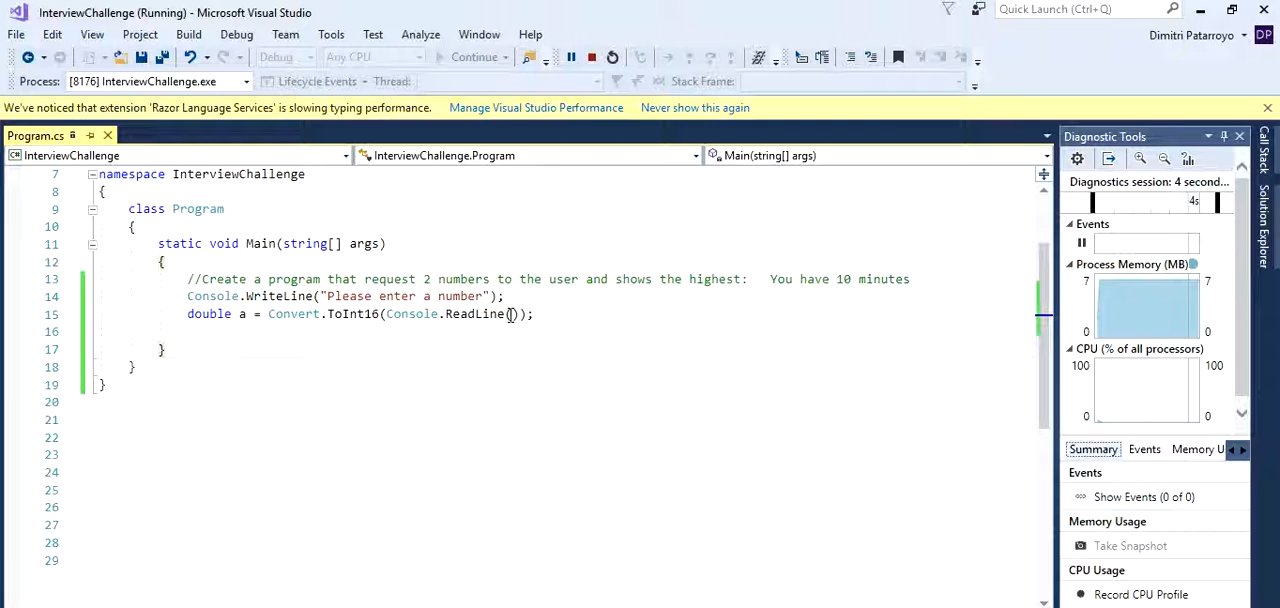 InterviewChallenge (Running) - Microsoft Visual Studio
Quick Launch (Ctrl+Q)
File Edit View Project Build Debug Team Tools Test Analyze Window Help
Dimitri Patarroyo DP
Debug Any CPU Continue
Process: [8176] InterviewChallenge.exe Lifecycle Events Thread: Stack Frame:
We've noticed that extension 'Razor Language Services' is slowing typing performance. Manage Visual Studio Performance Never show this again
Program.cs
InterviewChallenge InterviewChallenge.Program Main(string[] args)
7 namespace InterviewChallenge
8 {
9 class Program
10 {
11 static void Main(string[] args)
12 {
13 //Create a program that request 2 numbers to the user and shows the highest: You have 10 minutes
14 Console.WriteLine("Please enter a number");
15 double a = Convert.ToInt16(Console.ReadLine());
16
17 }
18 }
19 }
20
21
22
23
24
25
26
27
28
29
Diagnostic Tools
Diagnostics session: 4 second...
4s
Events
Process Memory (MB)
7 7
0 0
CPU (% of all processors)
100 100
0 0
Summary Events Memory U
Events
Show Events (0 of 0)
Memory Usage
Take Snapshot
CPU Usage
Record CPU Profile
Call Stack
Solution Explorer